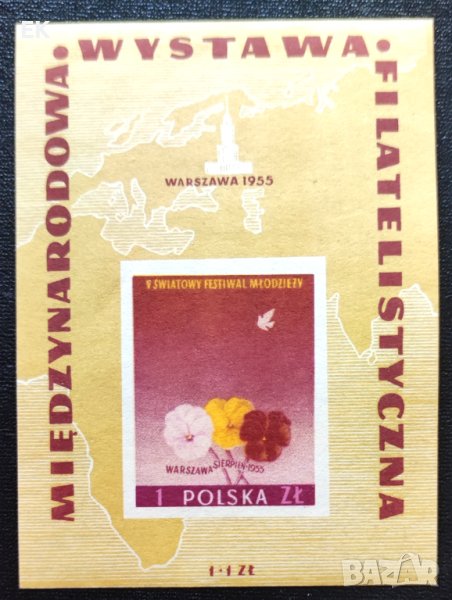 MIĘDZYNARODOWA • WYSTAWA • FILATELISTYCZNA
WARSZAWA 1955
V ŚWIATOWY FESTIWAL MŁODZIEŻY
WARSZAWA SIERPIEŃ-1955
1 POLSKA ZŁ
1+1 ZŁ
EK
BAZAR